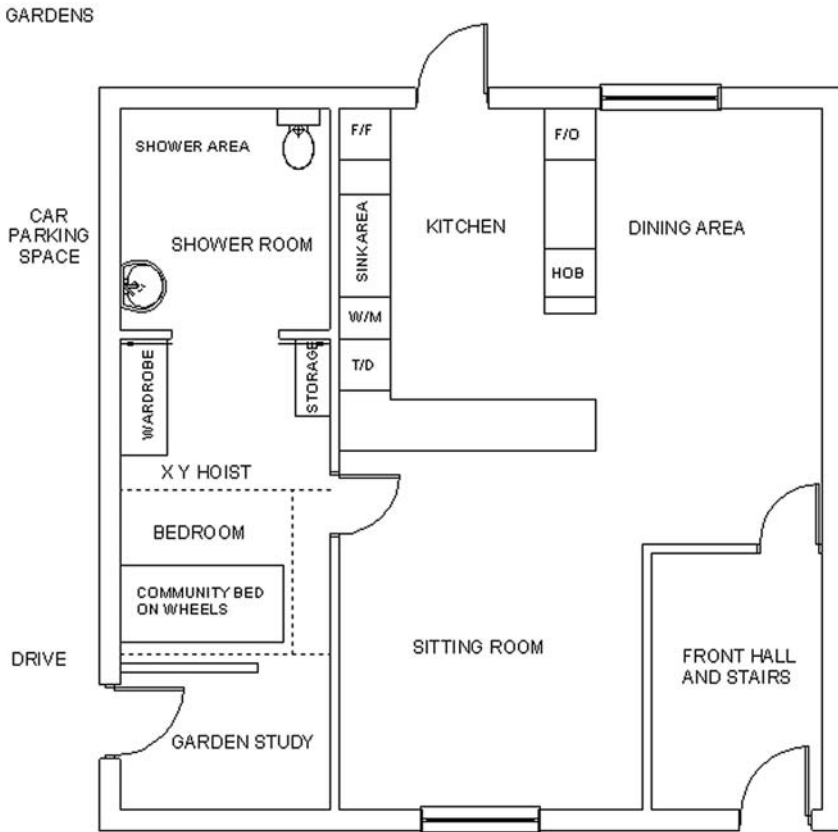 GARDENS
SHOWER AREA
F/F
F/O
CAR
PARKING
SPACE
SHOWER ROOM
SINK AREA
KITCHEN
DINING AREA
HOB
W/M
T/D
WARDROBE
STORAGE
X Y HOIST
BEDROOM
COMMUNITY BED
ON WHEELS
DRIVE
SITTING ROOM
FRONT HALL
AND STAIRS
GARDEN STUDY